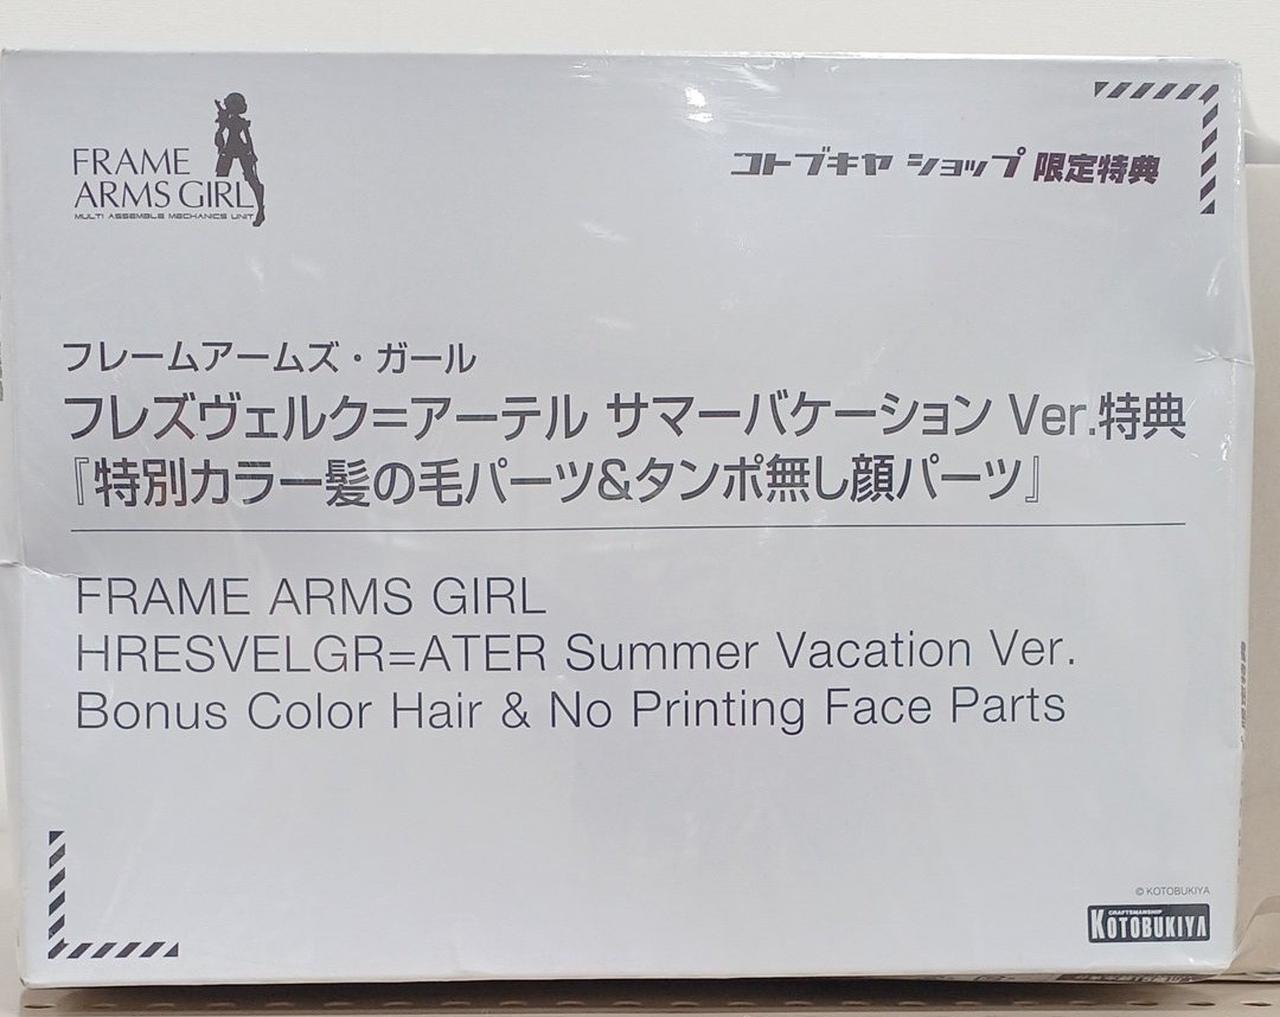 FRAME
ARMS GIRL
MULTI ASSEMBLE MECHANICS UNIT
コトブキヤ ショップ 限定特典
フレームアームズ・ガール
フレズヴェルク=アーテル サマーバケーション Ver.特典
『特別カラー髪の毛パーツ&タンポ無し顔パーツ』
FRAME ARMS GIRL
HRESVELGR=ATER Summer Vacation Ver.
Bonus Color Hair & No Printing Face Parts
© KOTOBUKIYA
CRAFTSMANSHIP
KOTOBUKIYA